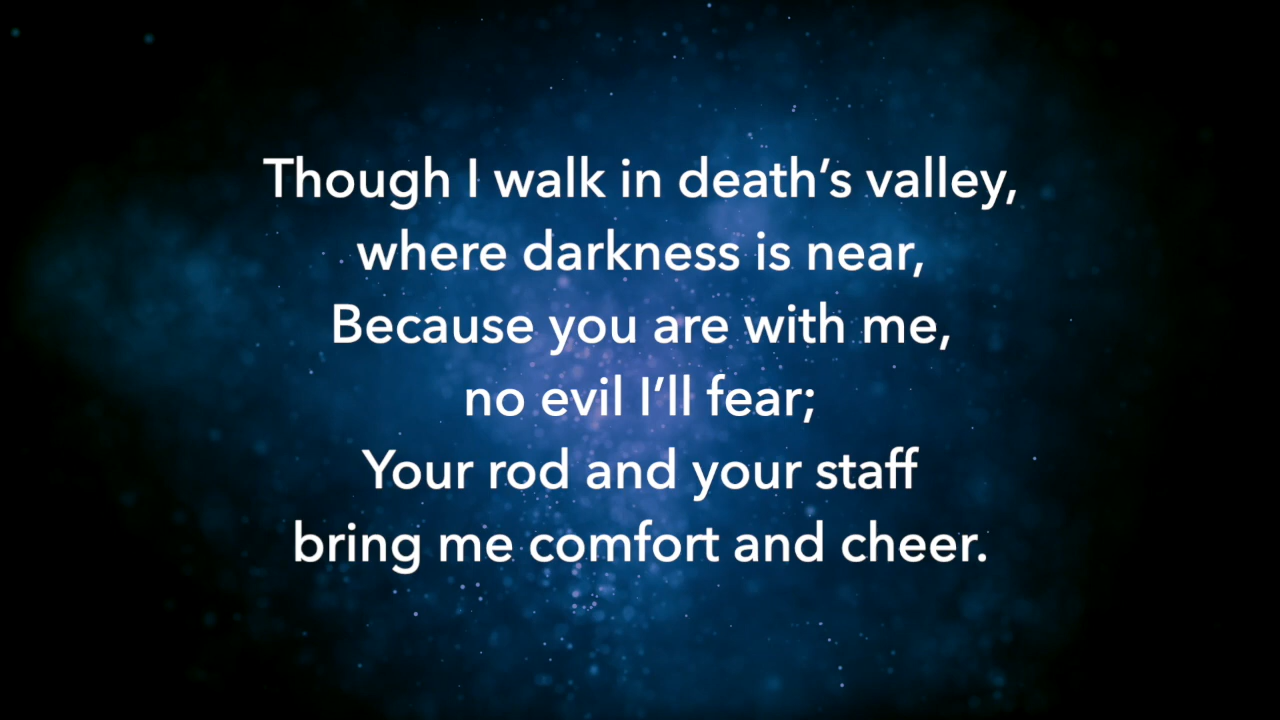 Though I walk in death’s valley,
where darkness is near,
Because you are with me,
no evil I’ll fear;
Your rod and your staff
bring me comfort and cheer.